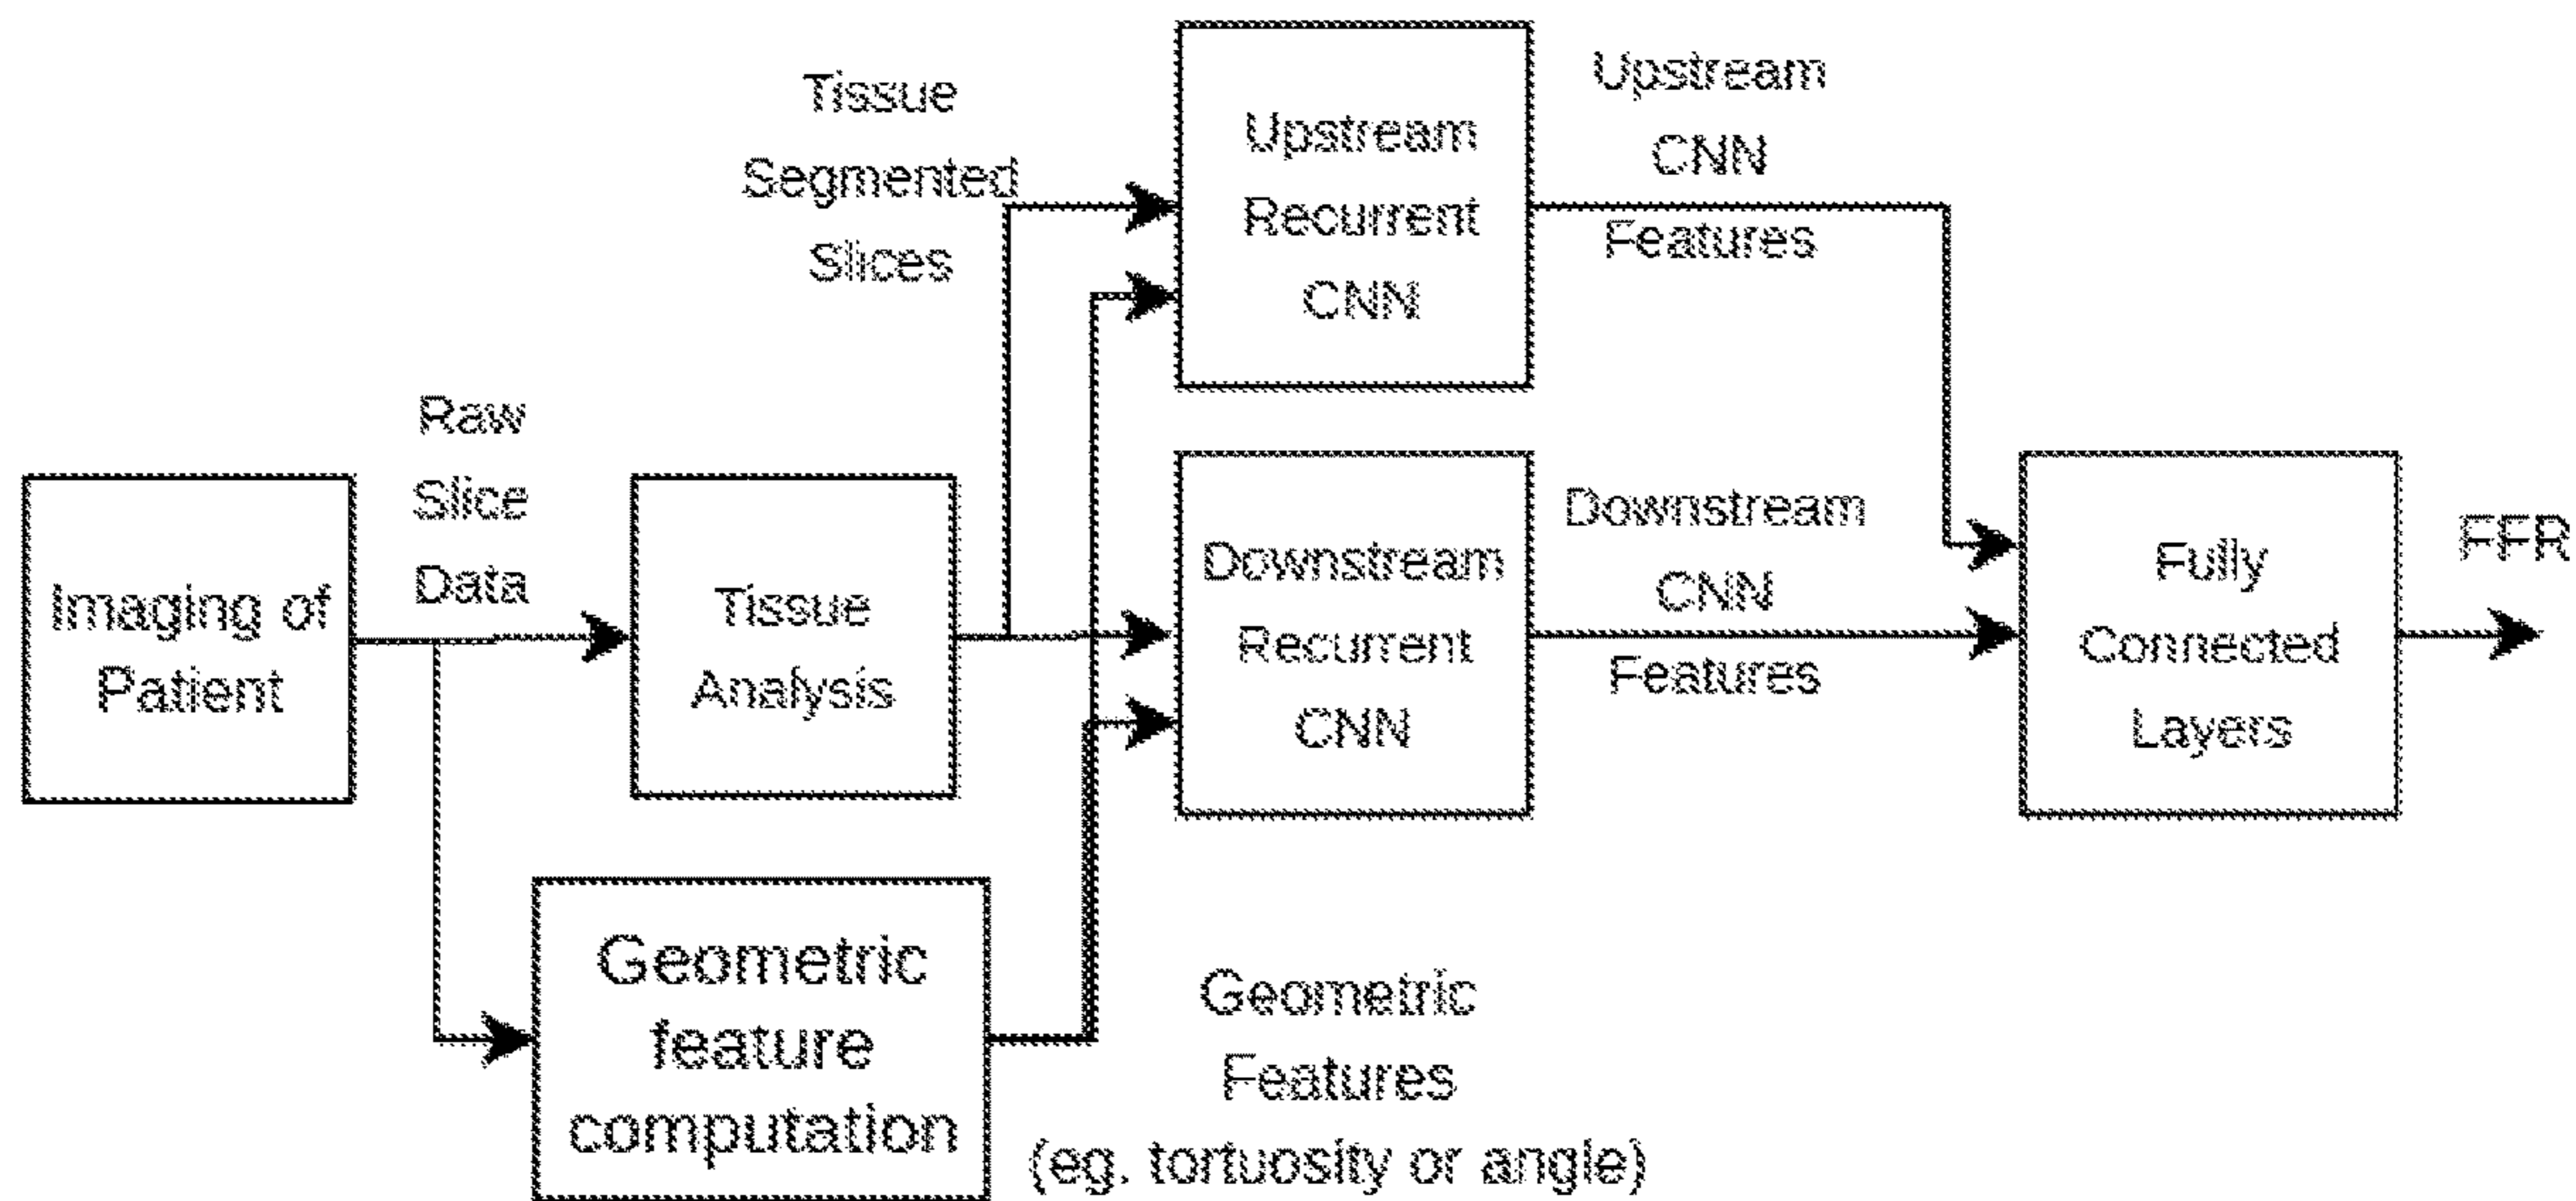 Tissue
Segmented
Slices
Upstream
Recurrent
CNN
Upstream
CNN
Features
Raw
Slice
Data
Imaging of
Patient
Tissue
Analysis
Downstream
Recurrent
CNN
Downstream
CNN
Features
Fully
Connected
Layers
FFR
Geometric
feature
computation
Geometric
Features
(eg. tortuosity or angle)